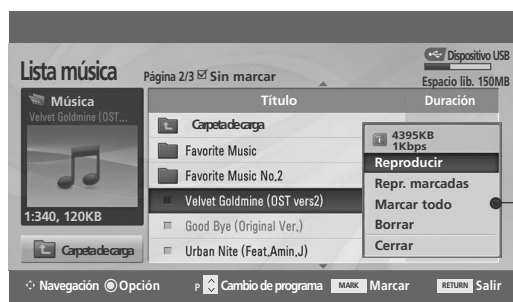 Dispositivo USB
Lista música
Página 2/3 Sin marcar
Espacio lib. 150MB
Música
Velvet Goldmine (OST...
1:340, 120KB
Carpeta de carga
Título
Duración
Carpeta de carga
Favorite Music
Favorite Music No.2
Velvet Goldmine (OST vers2)
Good Bye (Original Ver.)
Urban Nite (Feat.Amin.J)
4395KB
1Kbps
Reproducir
Repr. marcadas
Marcar todo
Borrar
Cerrar
Navegación Opción P Cambio de programa MARK Marcar RETURN Salir